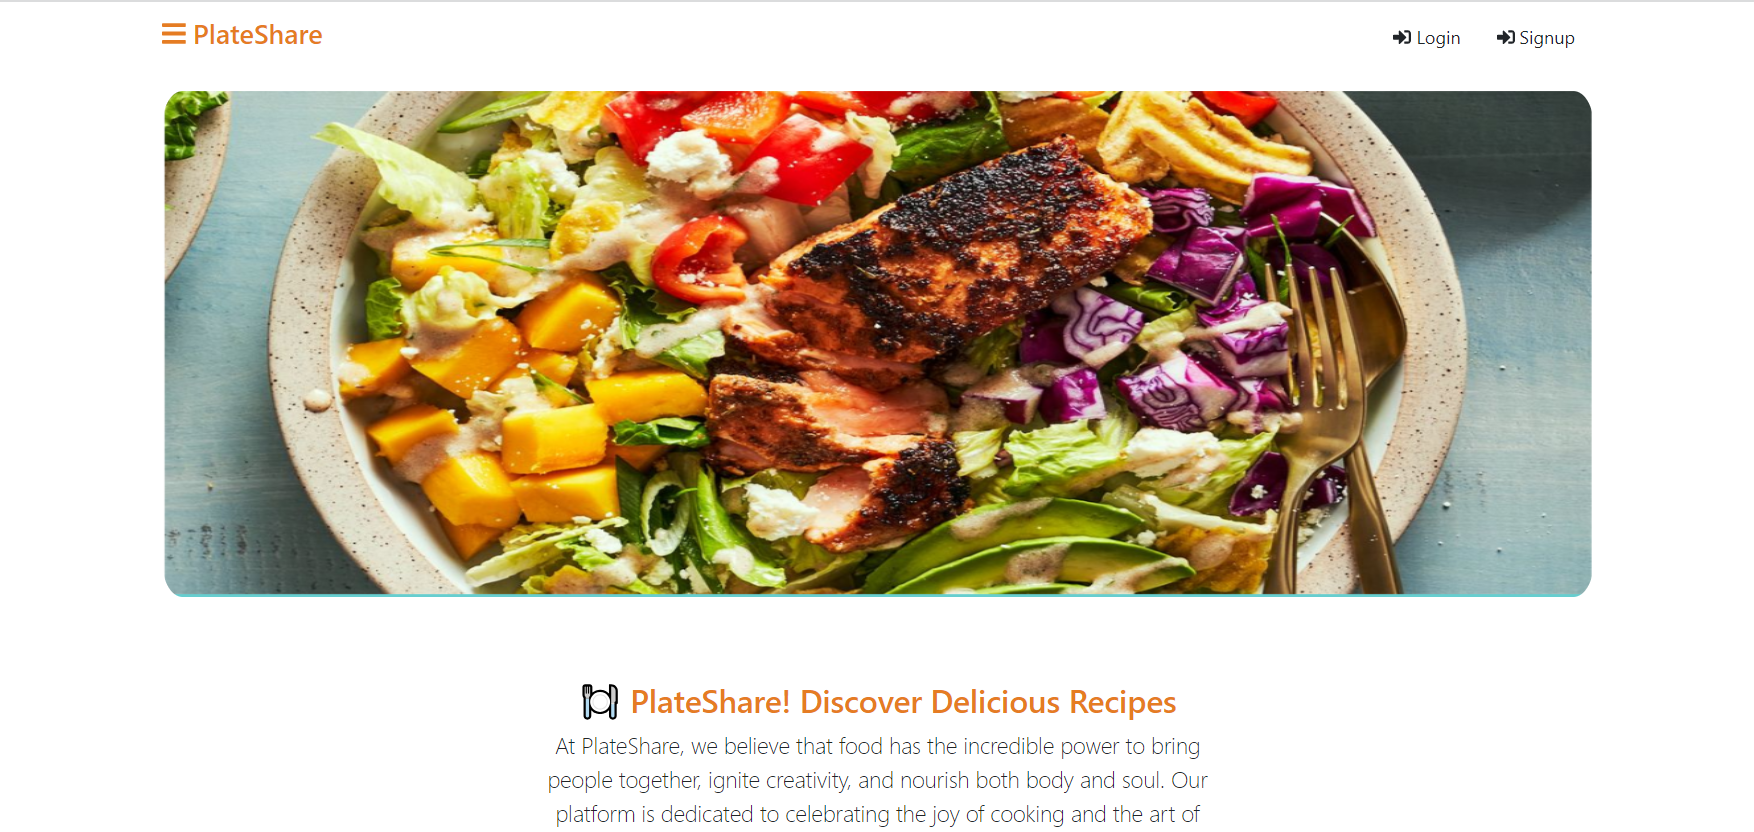 PlateShare
Login
Signup
PlateShare! Discover Delicious Recipes
At PlateShare, we believe that food has the incredible power to bring
people together, ignite creativity, and nourish both body and soul. Our
platform is dedicated to celebrating the joy of cooking and the art of